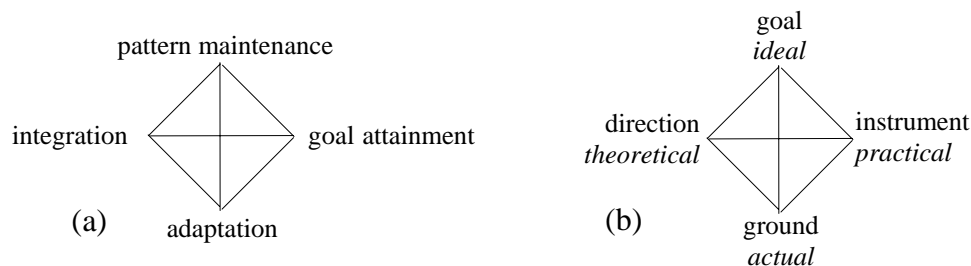 pattern maintenance
integration
goal attainment
adaptation
(a)
goal
ideal
direction
theoretical
instrument
practical
ground
actual
(b)